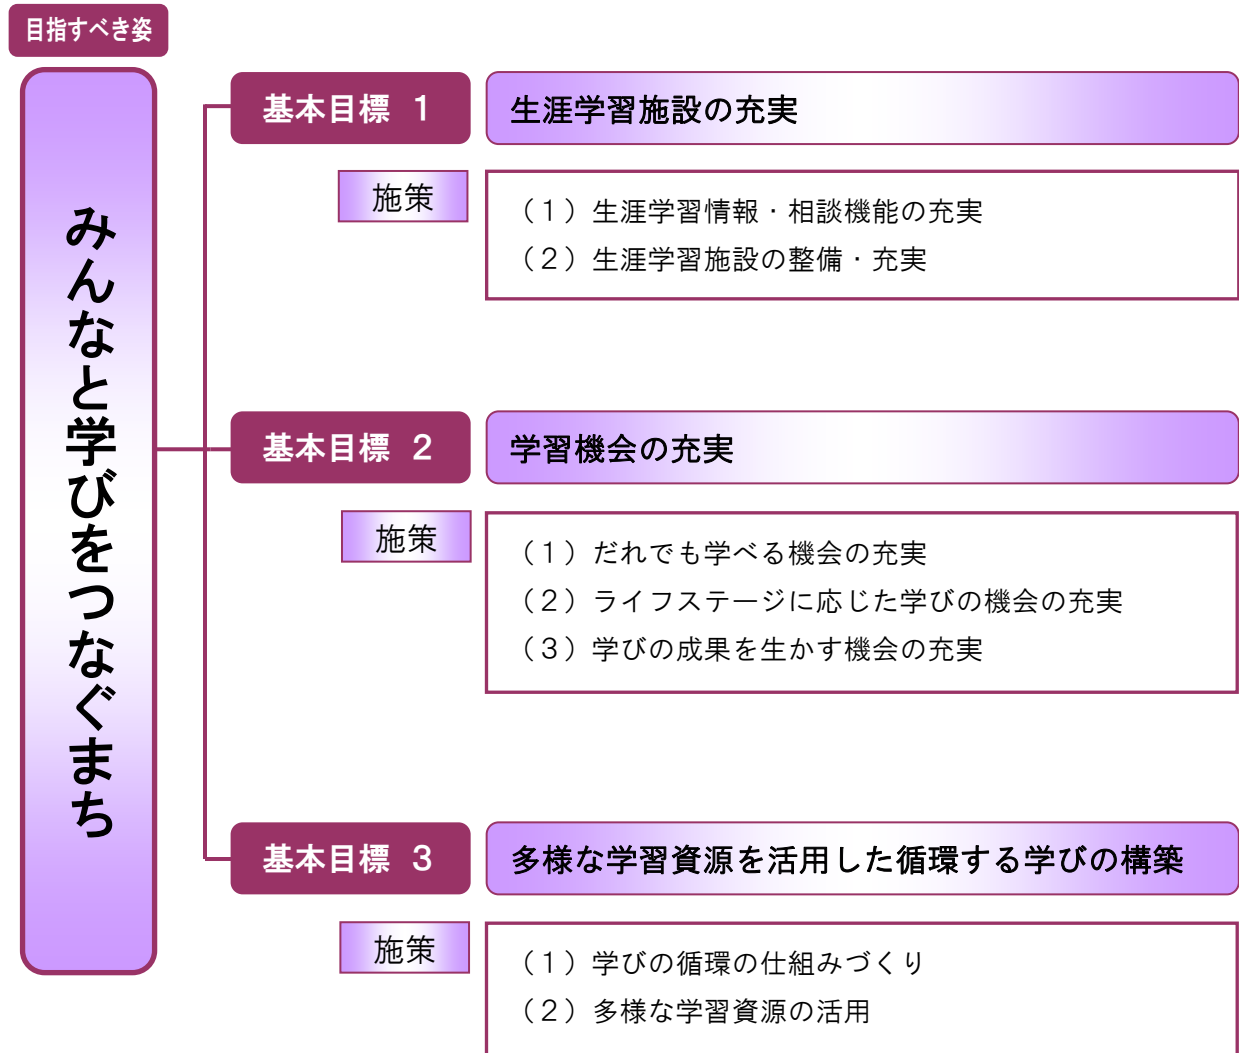 目指すべき姿
みんなと学びをつなぐまち
基本目標 1
生涯学習施設の充実
施策
（１）生涯学習情報・相談機能の充実
（２）生涯学習施設の整備・充実
基本目標 2
学習機会の充実
施策
（１）だれでも学べる機会の充実
（２）ライフステージに応じた学びの機会の充実
（３）学びの成果を生かす機会の充実
基本目標 3
多様な学習資源を活用した循環する学びの構築
施策
（１）学びの循環の仕組みづくり
（２）多様な学習資源の活用